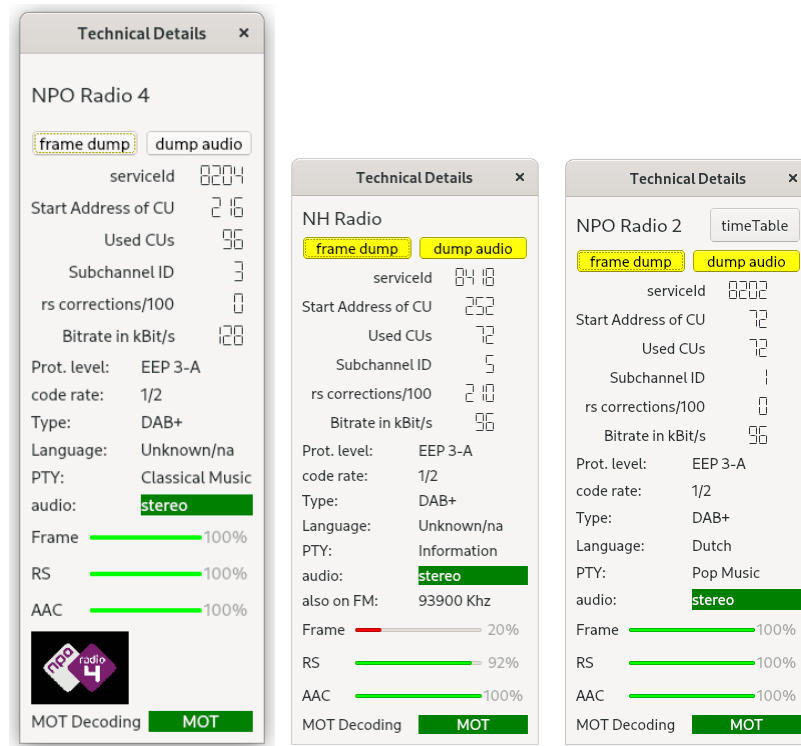 Technical Details ×
NPO Radio 4
frame dump dump audio
serviceId 8204
Start Address of CU 216
Used CUs 96
Subchannel ID 3
rs corrections/100 0
Bitrate in kBit/s 128
Prot. level: EEP 3-A
code rate: 1/2
Type: DAB+
Language: Unknown/na
PTY: Classical Music
audio: stereo
Frame 100%
RS 100%
AAC 100%
npo radio 4
MOT Decoding MOT
Technical Details ×
NH Radio
frame dump dump audio
serviceId 8418
Start Address of CU 252
Used CUs 72
Subchannel ID 5
rs corrections/100 210
Bitrate in kBit/s 96
Prot. level: EEP 3-A
code rate: 1/2
Type: DAB+
Language: Unknown/na
PTY: Information
audio: stereo
also on FM: 93900 Khz
Frame 20%
RS 92%
AAC 100%
MOT Decoding MOT
Technical Details ×
NPO Radio 2 timeTable
frame dump dump audio
serviceId 8202
Start Address of CU 72
Used CUs 72
Subchannel ID 1
rs corrections/100 0
Bitrate in kBit/s 96
Prot. level: EEP 3-A
code rate: 1/2
Type: DAB+
Language: Dutch
PTY: Pop Music
audio: stereo
Frame 100%
RS 100%
AAC 100%
MOT Decoding MOT